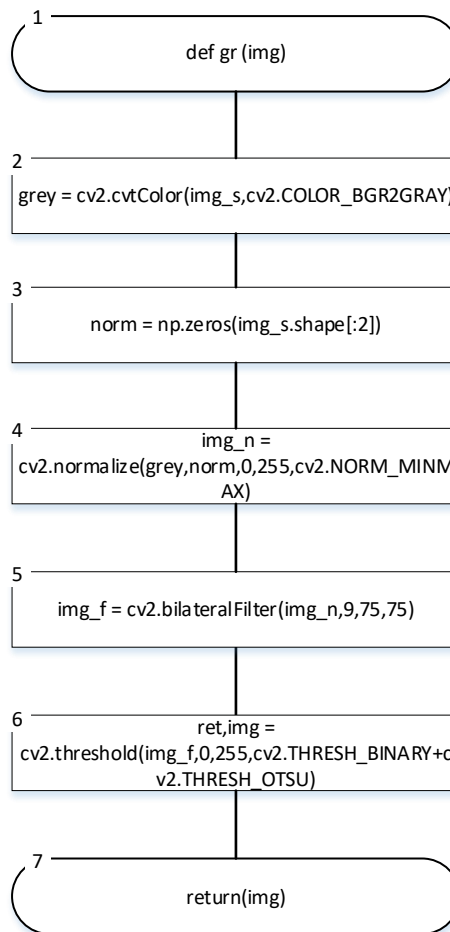 1
def gr (img)
2
grey = cv2.cvtColor(img_s,cv2.COLOR_BGR2GRAY)
3
norm = np.zeros(img_s.shape[:2])
4
img_n =
cv2.normalize(grey,norm,0,255,cv2.NORM_MINM
AX)
5
img_f = cv2.bilateralFilter(img_n,9,75,75)
6
ret,img =
cv2.threshold(img_f,0,255,cv2.THRESH_BINARY+c
v2.THRESH_OTSU)
7
return(img)